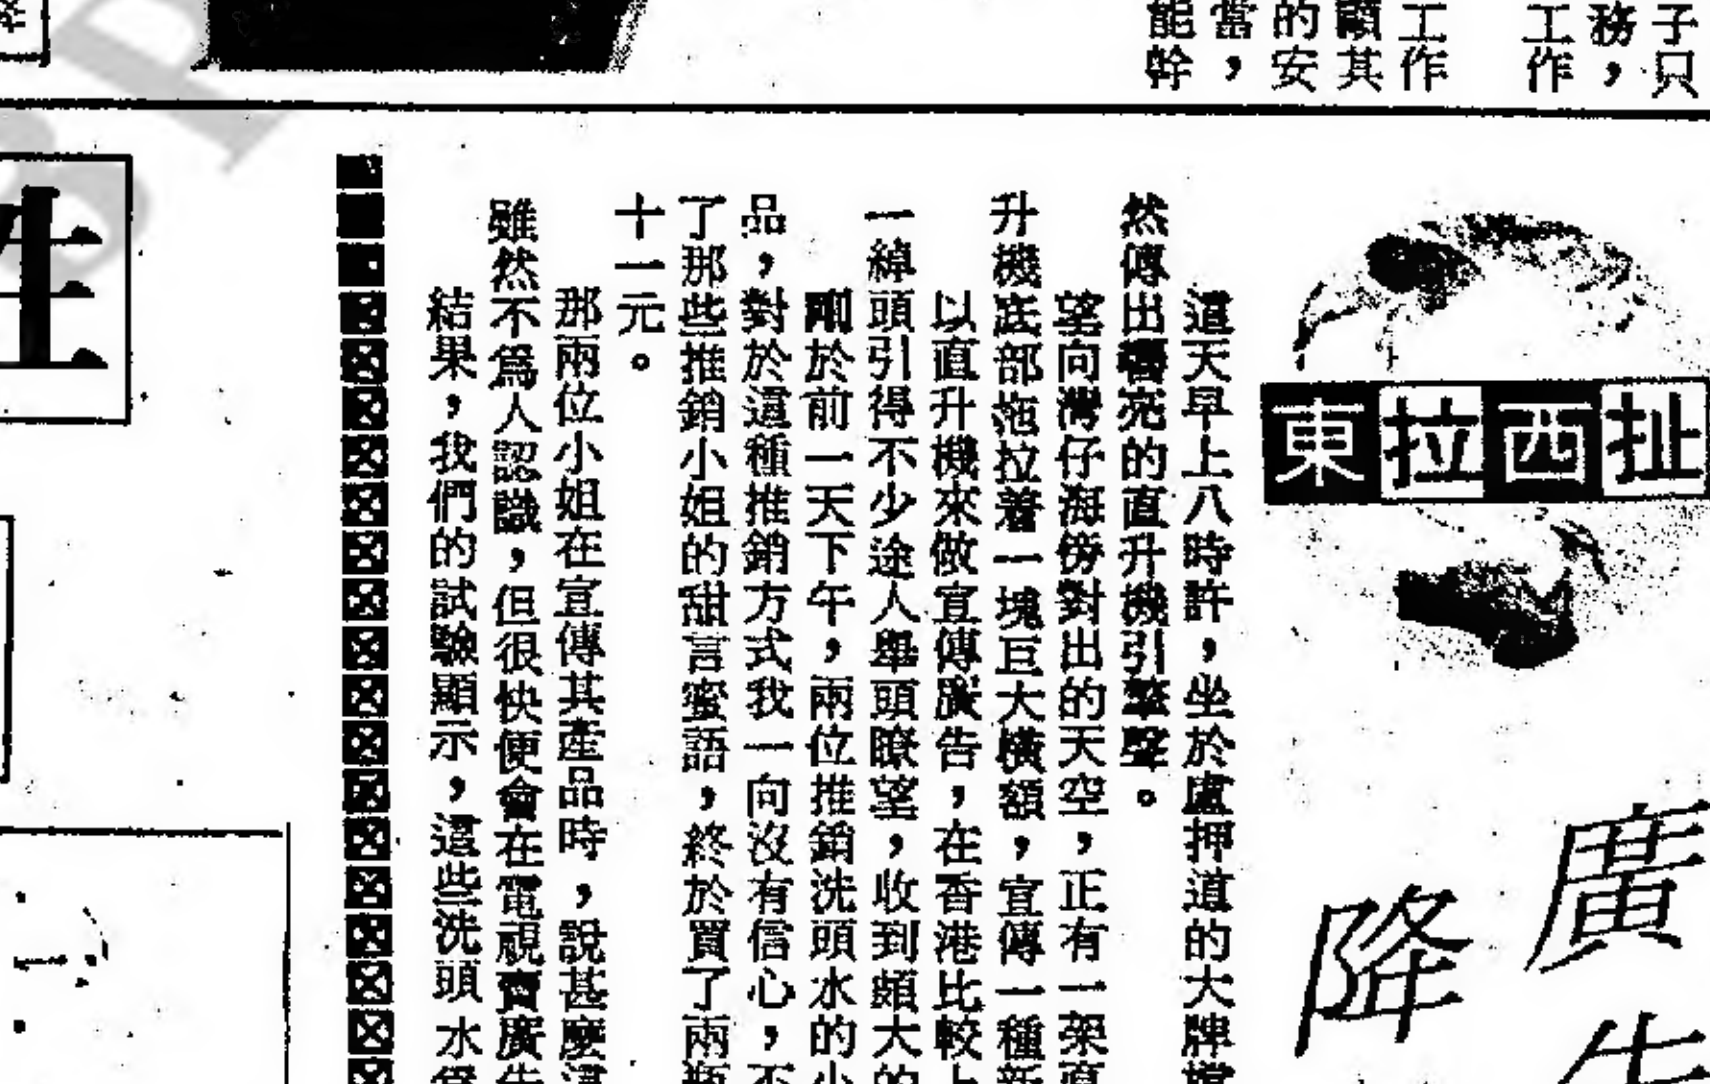 子只
務，
工作
工作
顧其
的安
當，
能幹
扯西拉東
廣告
降
這天早上八時許，坐於盧押道的大牌檔
然傳出響亮的直升機引擎聲。
望向灣仔海傍對出的天空，正有一架直
升機底部拖拉着一塊巨大橫額，宣傳一種新
以直升機來做宣傳廣告，在香港比較上
一綽頭引得不少途人舉頭瞭望，收到頗大的
剛於前一天下午，兩位推銷洗頭水的小
品，對於這種推銷方式我一向沒有信心，不
了那些推銷小姐的甜言蜜語，終於買了兩瓶
十一元。
那兩位小姐在宣傳其產品時，說甚麼這
雖然不爲人認識，但很快便會在電視賣廣告
結果，我們的試驗顯示，這些洗頭水爲